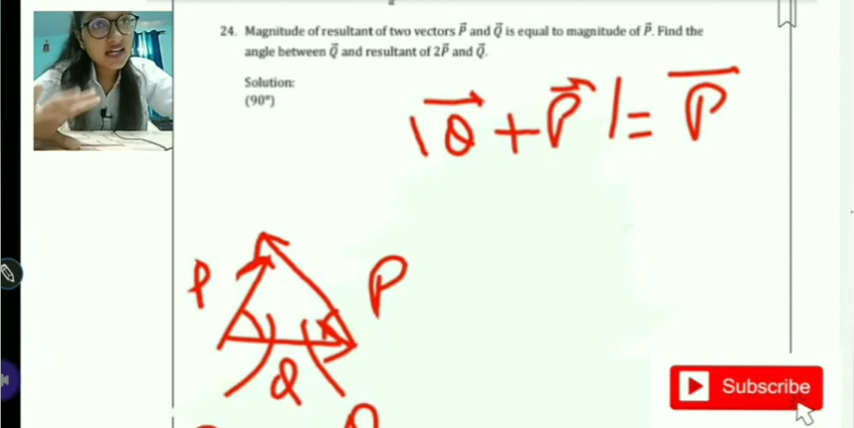 24. Magnitude of resultant of two vectors P⃗ and Q⃗ is equal to magnitude of P⃗. Find the
angle between Q⃗ and resultant of 2P⃗ and Q⃗.
Solution:
(90°)
|Q⃗ + P⃗| = P̅
P
P
Q
Subscribe